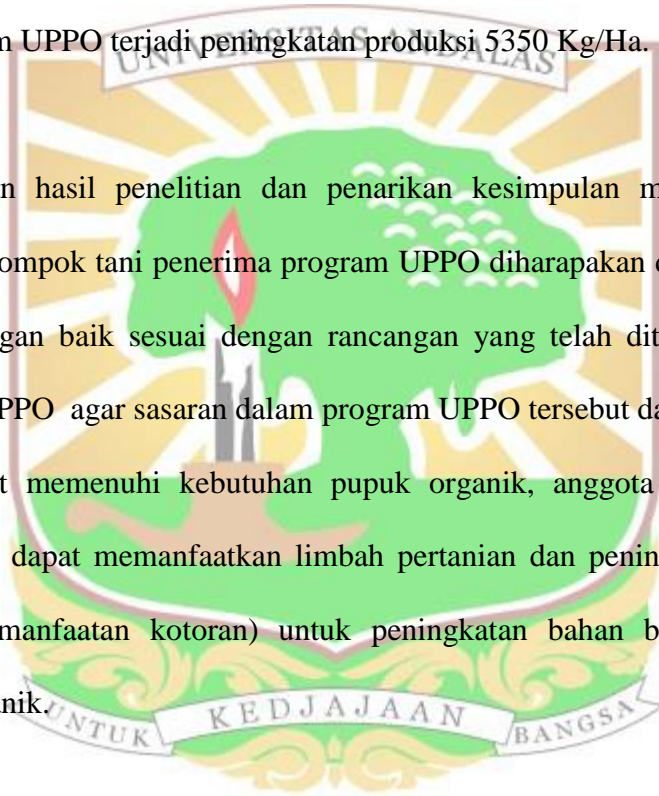 m UPPO terjadi peningkatan produksi 5350 Kg/Ha.
UNIVERSITAS ANDALAS
n hasil penelitian dan penarikan kesimpulan m
ompok tani penerima program UPPO diharapakan
gan baik sesuai dengan rancangan yang telah dit
PPO agar sasaran dalam program UPPO tersebut da
t memenuhi kebutuhan pupuk organik, anggota
dapat memanfaatkan limbah pertanian dan penin
manfaatan kotoran) untuk peningkatan bahan b
anik.
UNTUK KEDJAJAAN BANGSA